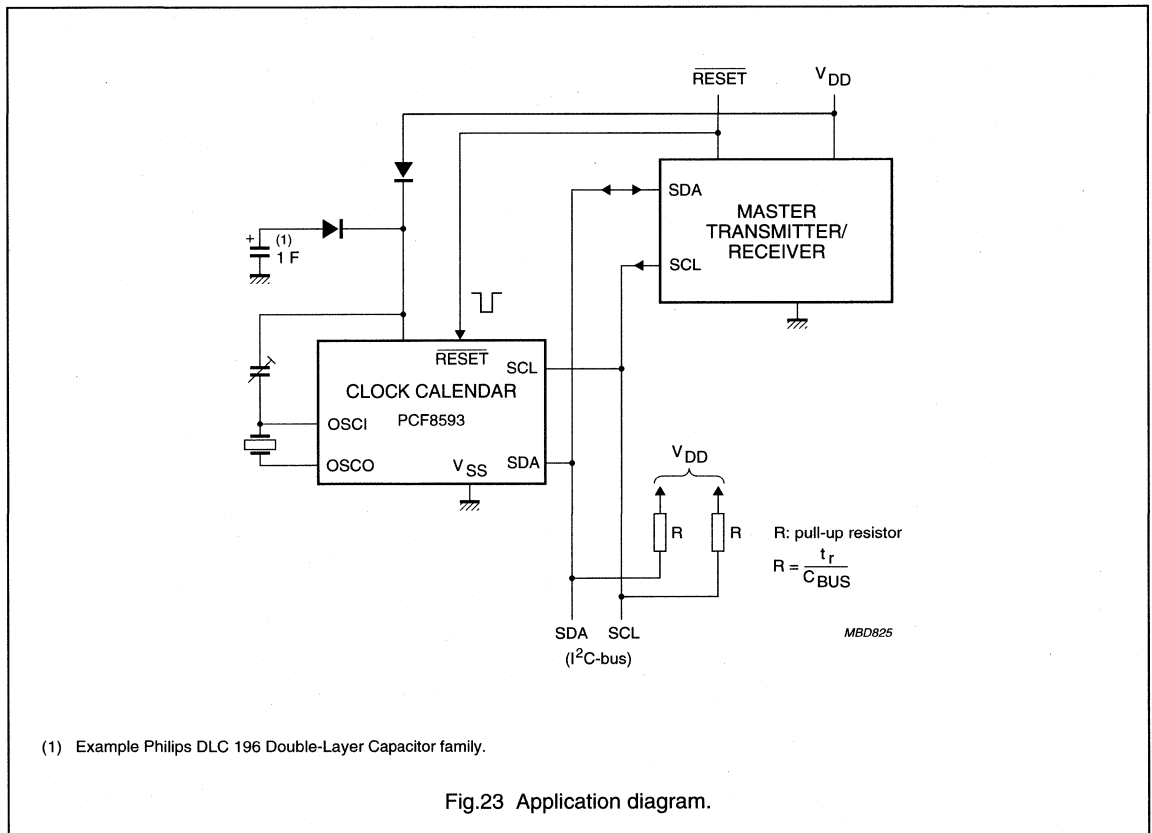 RESET
V DD
SDA
MASTER
TRANSMITTER/
RECEIVER
SCL
+
(1)
1 F
RESET
SCL
CLOCK CALENDAR
PCF8593
OSCI
OSCO
V SS
SDA
V DD
R
R
R: pull-up resistor
R = t r / C BUS
SDA SCL
(I²C-bus)
MBD825
(1) Example Philips DLC 196 Double-Layer Capacitor family.
Fig.23 Application diagram.